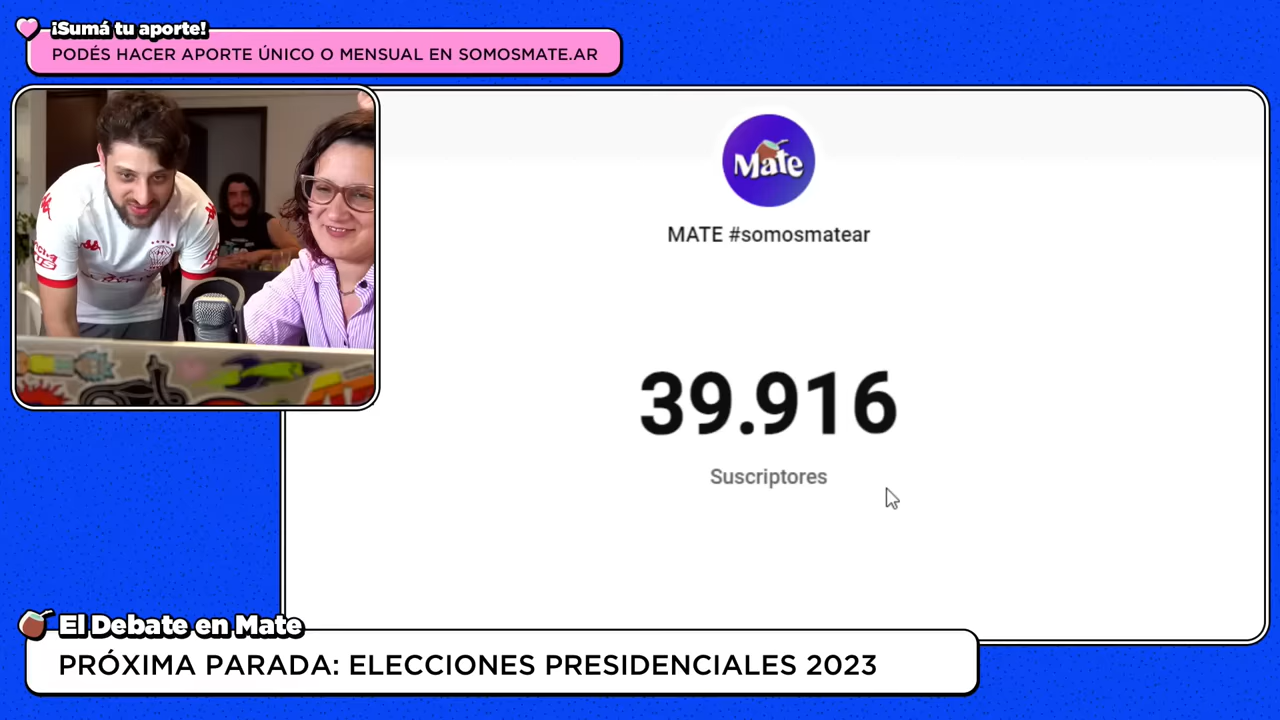 ¡Sumá tu aporte!
PODÉS HACER APORTE ÚNICO O MENSUAL EN SOMOSMATE.AR
Mate
MATE #somosmatear
39.916
Suscriptores
El Debate en Mate
PRÓXIMA PARADA: ELECCIONES PRESIDENCIALES 2023